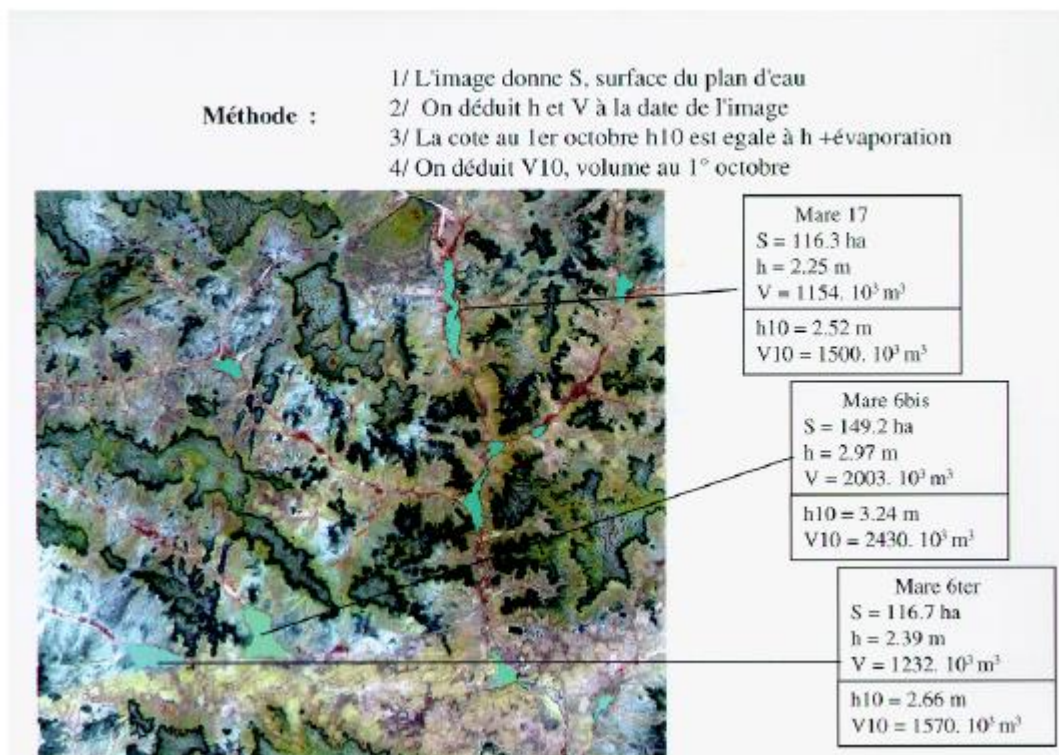 Méthode :
1/ L'image donne S, surface du plan d'eau
2/ On déduit h et V à la date de l'image
3/ La cote au 1er octobre h10 est egale à h +évaporation
4/ On déduit V10, volume au 1° octobre
Mare 17
S = 116.3 ha
h = 2.25 m
V = 1154. 10³ m³
h10 = 2.52 m
V10 = 1500. 10³ m³
Mare 6bis
S = 149.2 ha
h = 2.97 m
V = 2003. 10³ m³
h10 = 3.24 m
V10 = 2430. 10³ m³
Mare 6ter
S = 116.7 ha
h = 2.39 m
V = 1232. 10³ m³
h10 = 2.66 m
V10 = 1570. 10³ m³